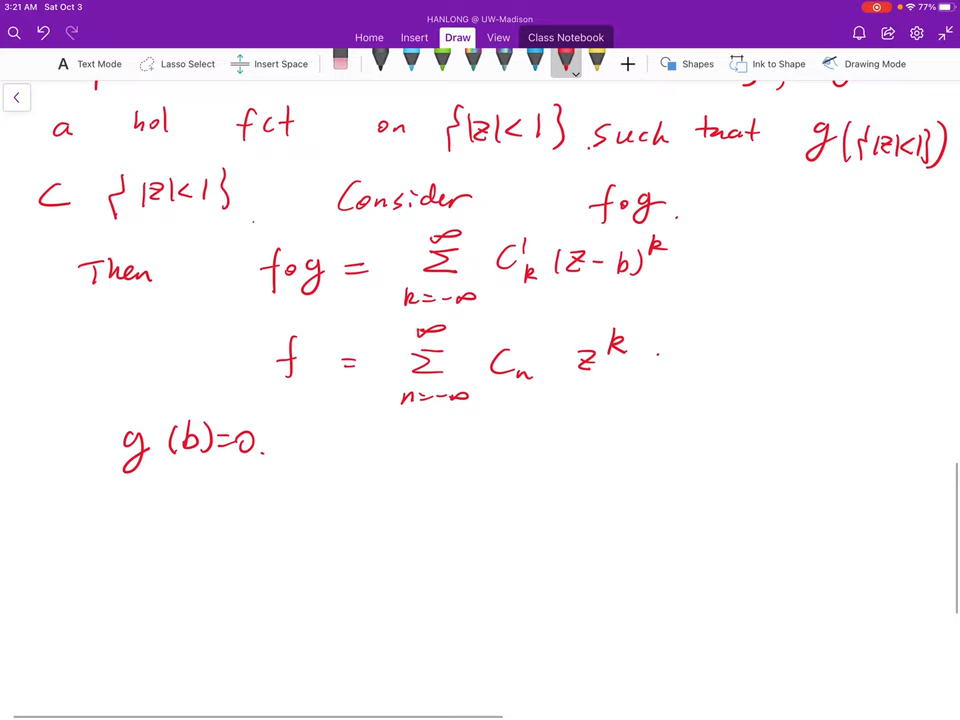 3:21 AM Sat Oct 3
77%
HANLONG @ UW-Madison
Home Insert Draw View Class Notebook
Text Mode Lasso Select Insert Space Shapes Ink to Shape Drawing Mode
a hol fct on {|z|<1} such that g({|z|<1})
⊂ {|z|<1}. Consider f∘g.
Then f∘g = ∑_{k=-∞}^{∞} C'_k (z-b)^k
f = ∑_{n=-∞}^{∞} C_n z^k.
g(b)=0.